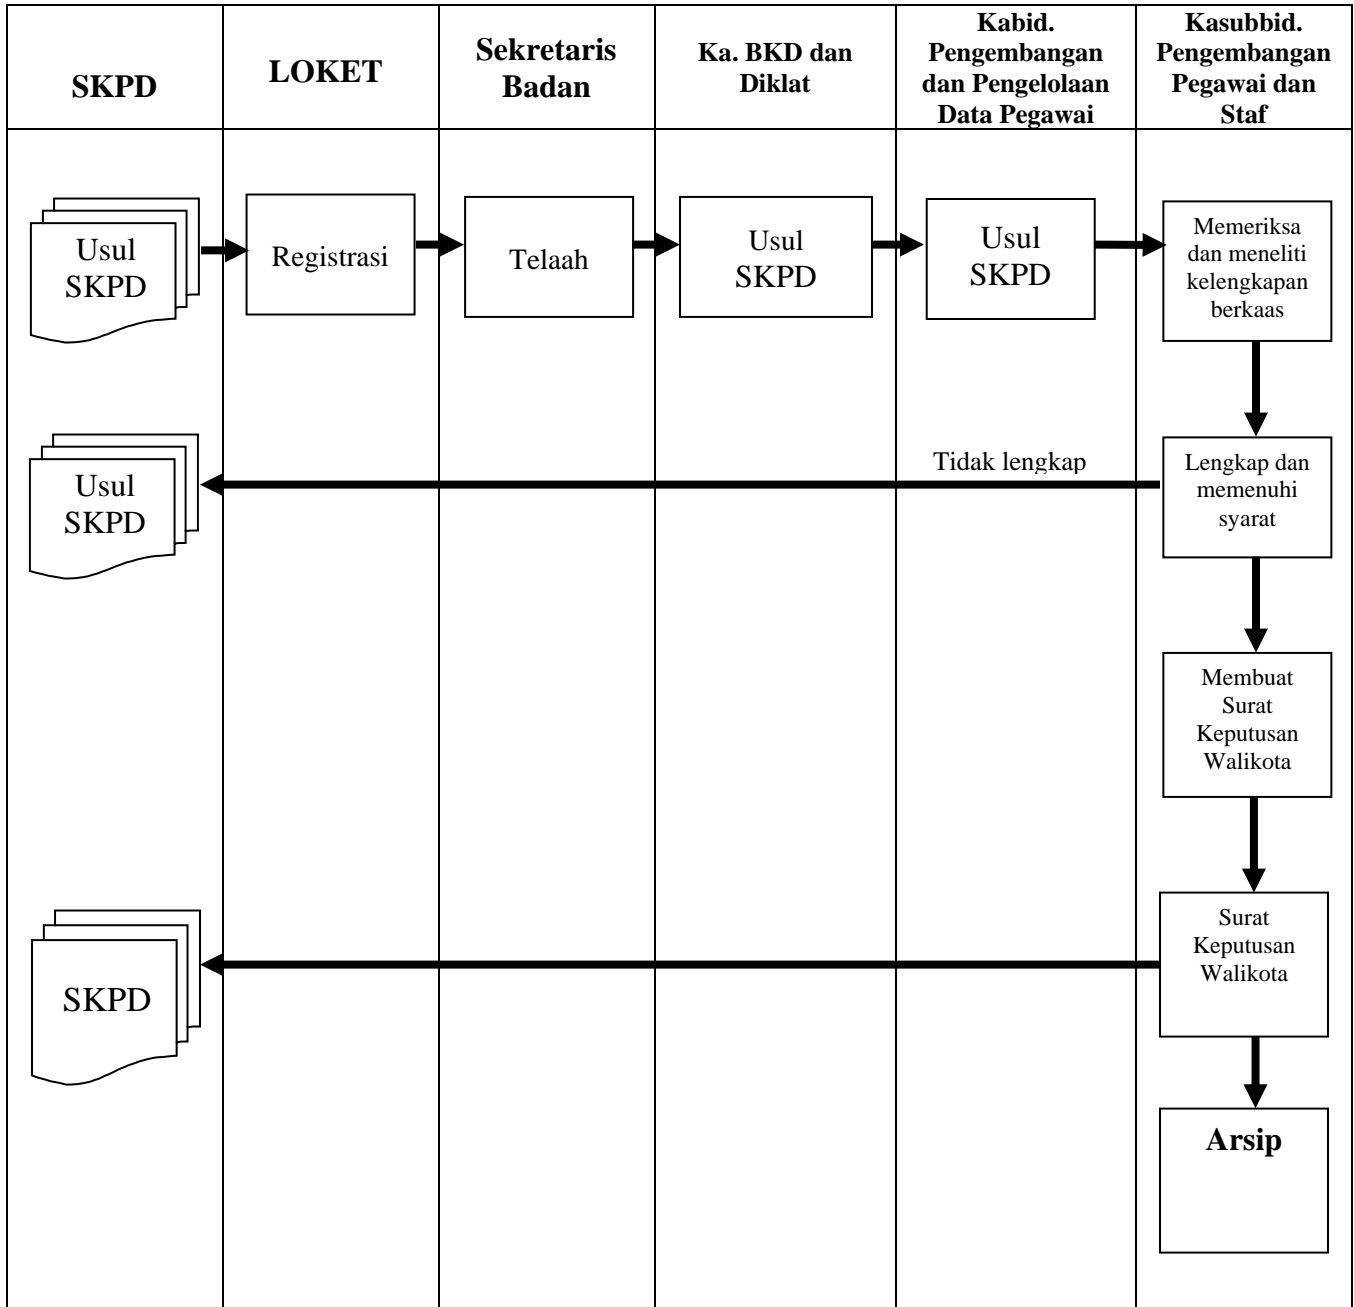 SKPD
LOKET
Sekretaris
Badan
Ka. BKD dan
Diklat
Kabid.
Pengembangan
dan Pengelolaan
Data Pegawai
Kasubbid.
Pengembangan
Pegawai dan
Staf
Usul
SKPD
Registrasi
Telaah
Usul
SKPD
Usul
SKPD
Memeriksa
dan meneliti
kelengkapan
berkaas
Usul
SKPD
Tidak lengkap
Lengkap dan
memenuhi
syarat
Membuat
Surat
Keputusan
Walikota
SKPD
Surat
Keputusan
Walikota
Arsip